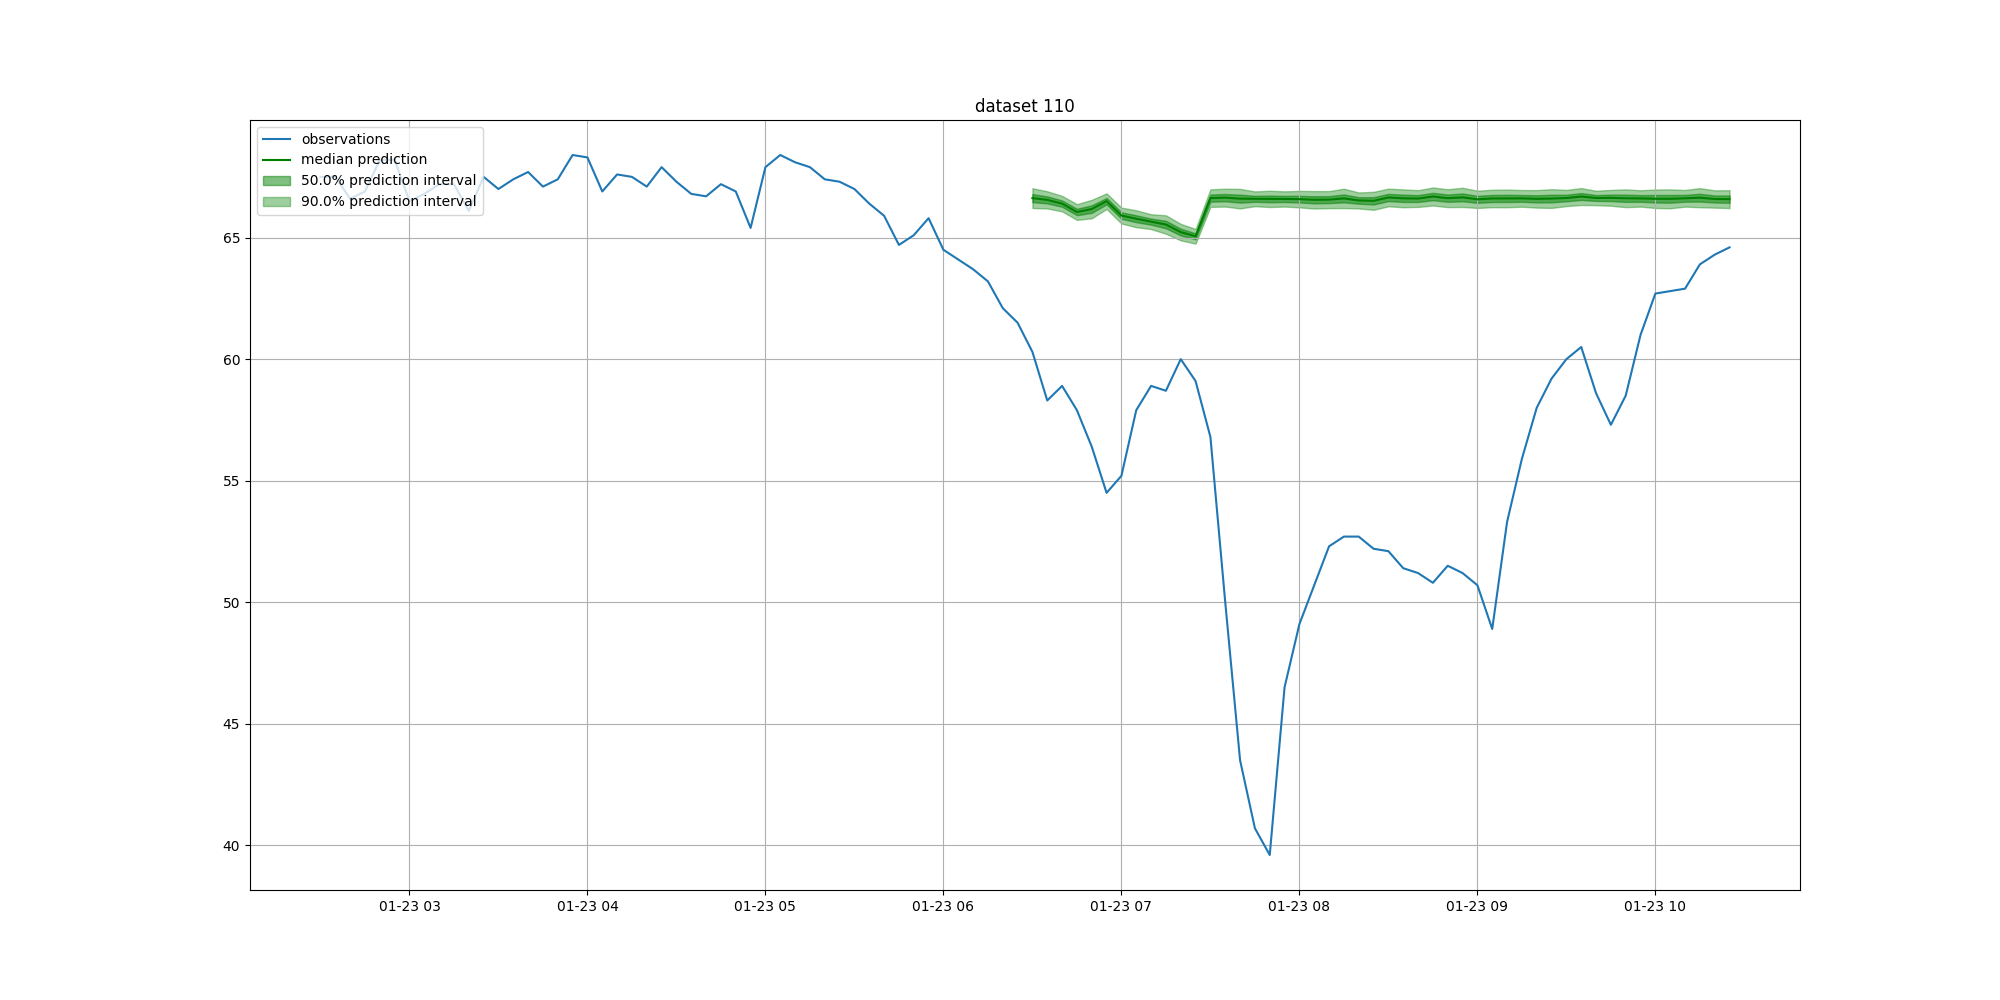 dataset 110
observations
median prediction
50.0% prediction interval
90.0% prediction interval
65
60
55
50
45
40
01-23 03
01-23 04
01-23 05
01-23 06
01-23 07
01-23 08
01-23 09
01-23 10